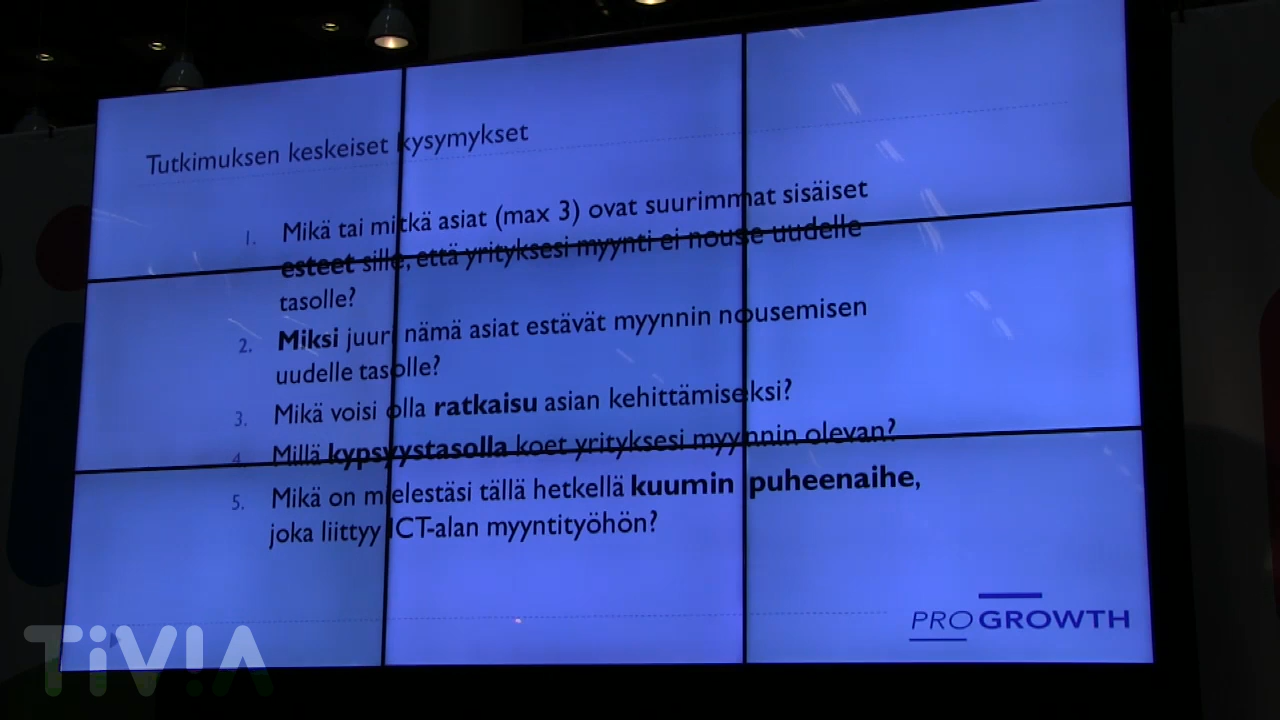 Tutkimuksen keskeiset kysymykset
1. Mikä tai mitkä asiat (max 3) ovat suurimmat sisäiset
esteet sille, että yrityksesi myynti ei nouse uudelle
tasolle?
2. Miksi juuri nämä asiat estävät myynnin nousemisen
uudelle tasolle?
3. Mikä voisi olla ratkaisu asian kehittämiseksi?
4. Millä kypsyystasolla koet yrityksesi myynnin olevan?
5. Mikä on mielestäsi tällä hetkellä kuumin puheenaihe,
joka liittyy ICT-alan myyntityöhön?
PROGROWTH
TiViA